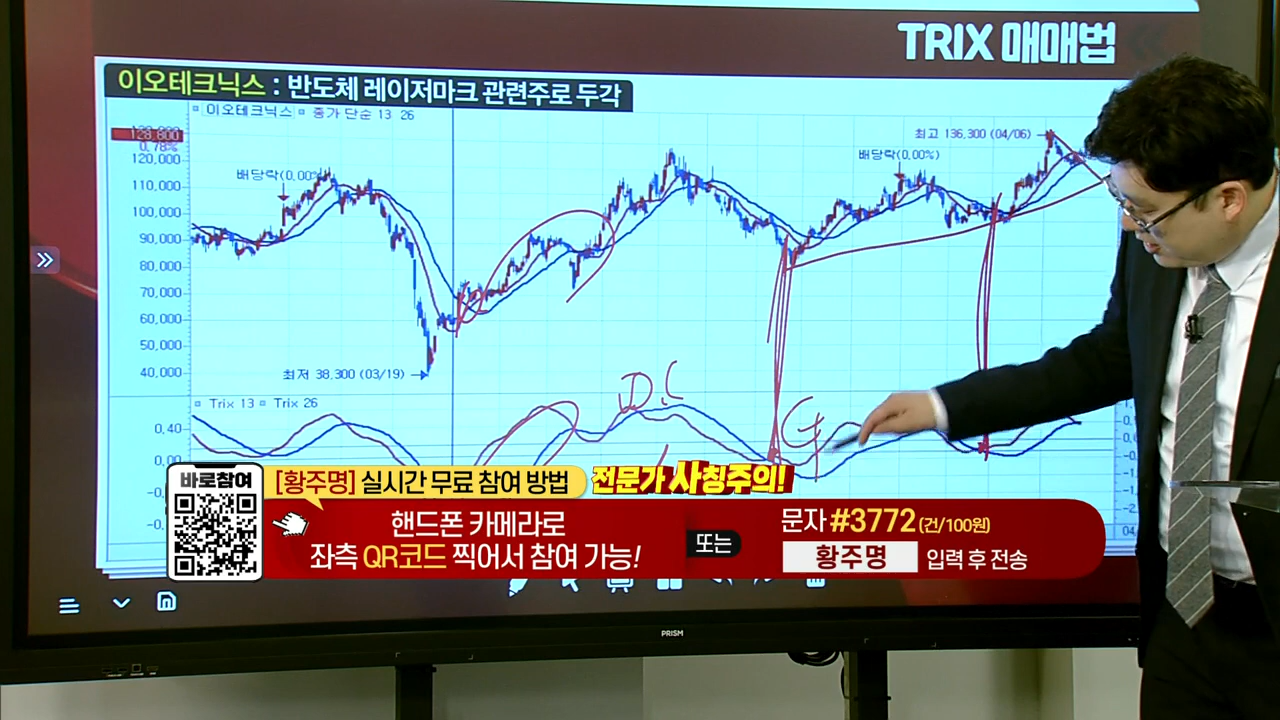 TRIX 매매법
이오테크닉스 : 반도체 레이저마크 관련주로 두각
이오테크닉스 종가 단순 13 26
128,800
0.78%
120,000
110,000
100,000
90,000
80,000
70,000
60,000
50,000
40,000
배당락(0.00%)
최고 136,300 (04/06)
배당락(0.00%)
최저 38,300 (03/19)
Trix 13 Trix 26
0.40
0.00
D.C
바로참여
[황주명] 실시간 무료 참여 방법
전문가 사칭주의!
핸드폰 카메라로
좌측 QR코드 찍어서 참여 가능!
또는
문자 #3772 (건/100원)
황주명 입력 후 전송
PRISM